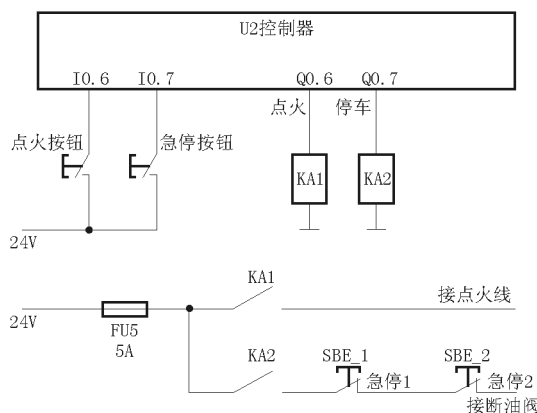 U2控制器
I0.6 I0.7 Q0.6 Q0.7
点火 停车
点火按钮 急停按钮
KA1 KA2
24V
KA1
接点火线
24V
FU5
5A
KA2 SBE_1 SBE_2
急停1 急停2
接断油阀